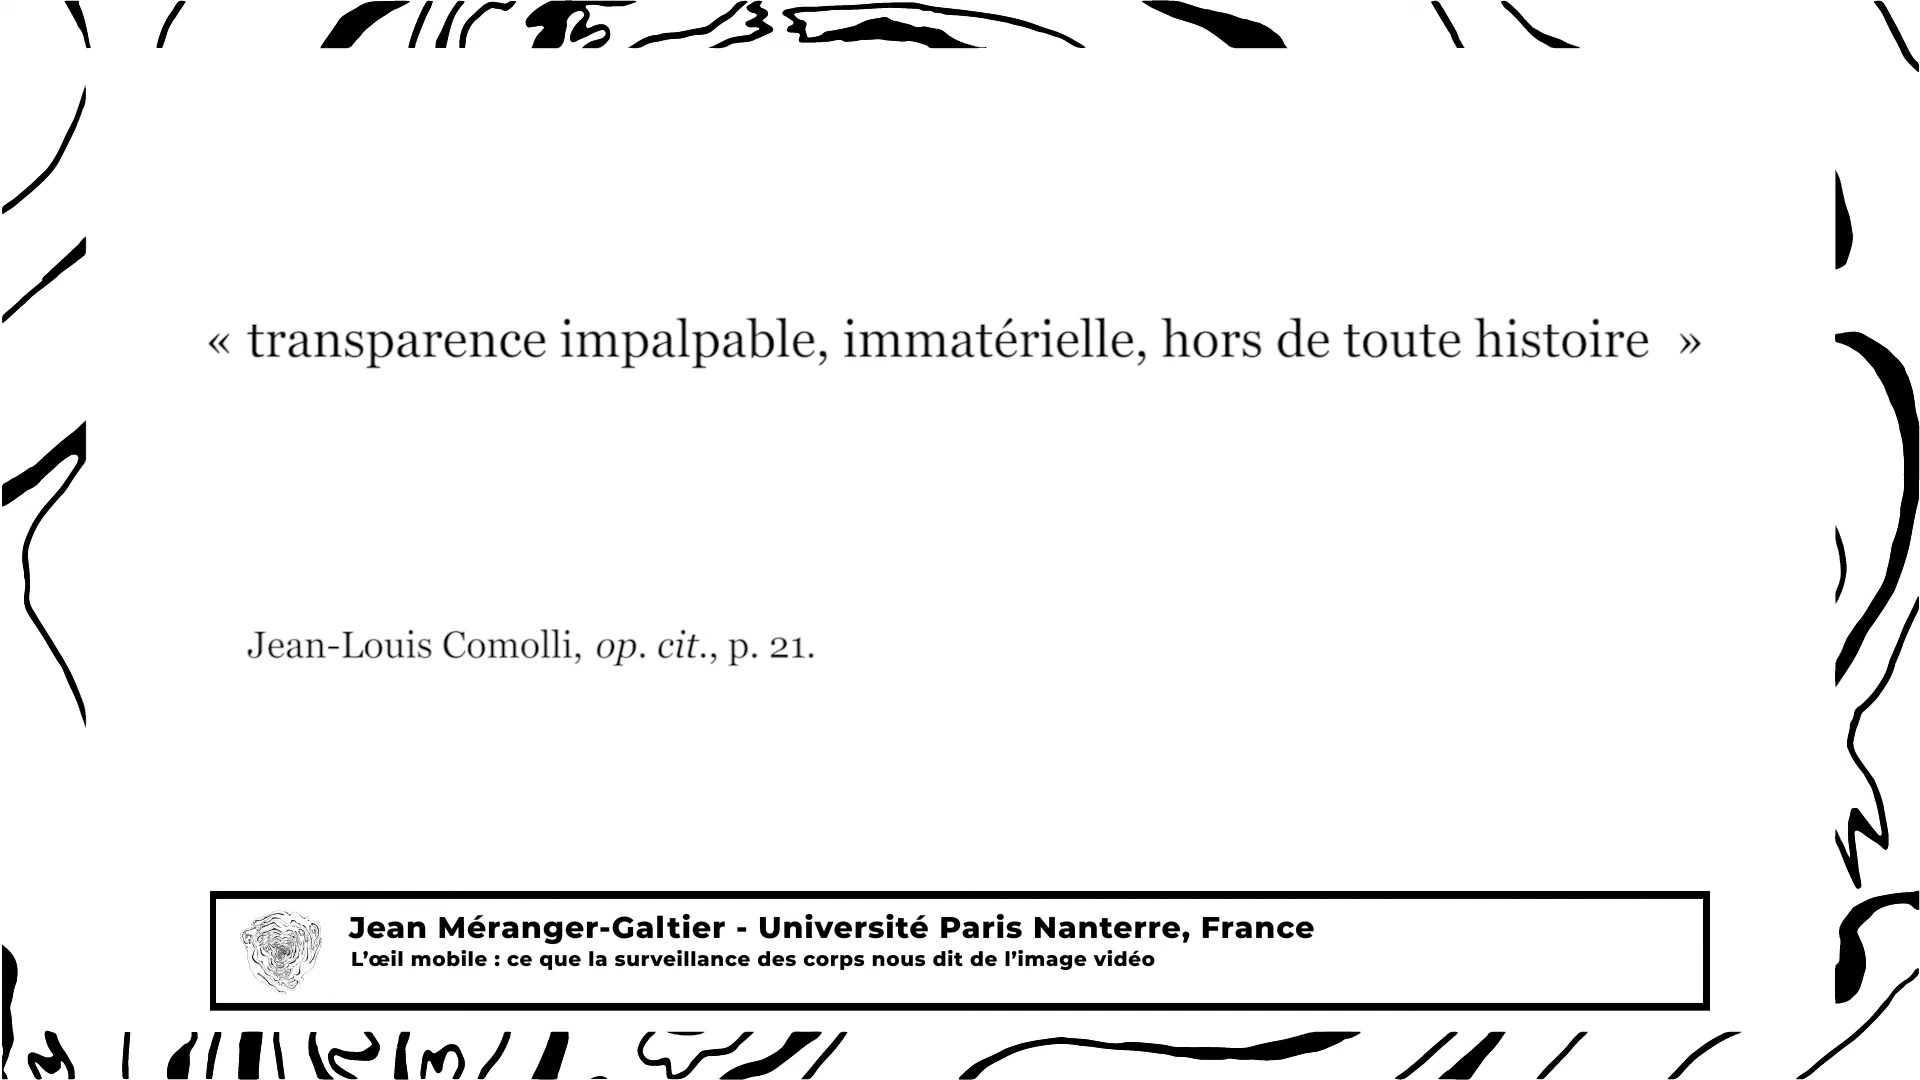 « transparence impalpable, immatérielle, hors de toute histoire »
Jean-Louis Comolli, op. cit., p. 21.
Jean Méranger-Galtier - Université Paris Nanterre, France
L’œil mobile : ce que la surveillance des corps nous dit de l’image vidéo